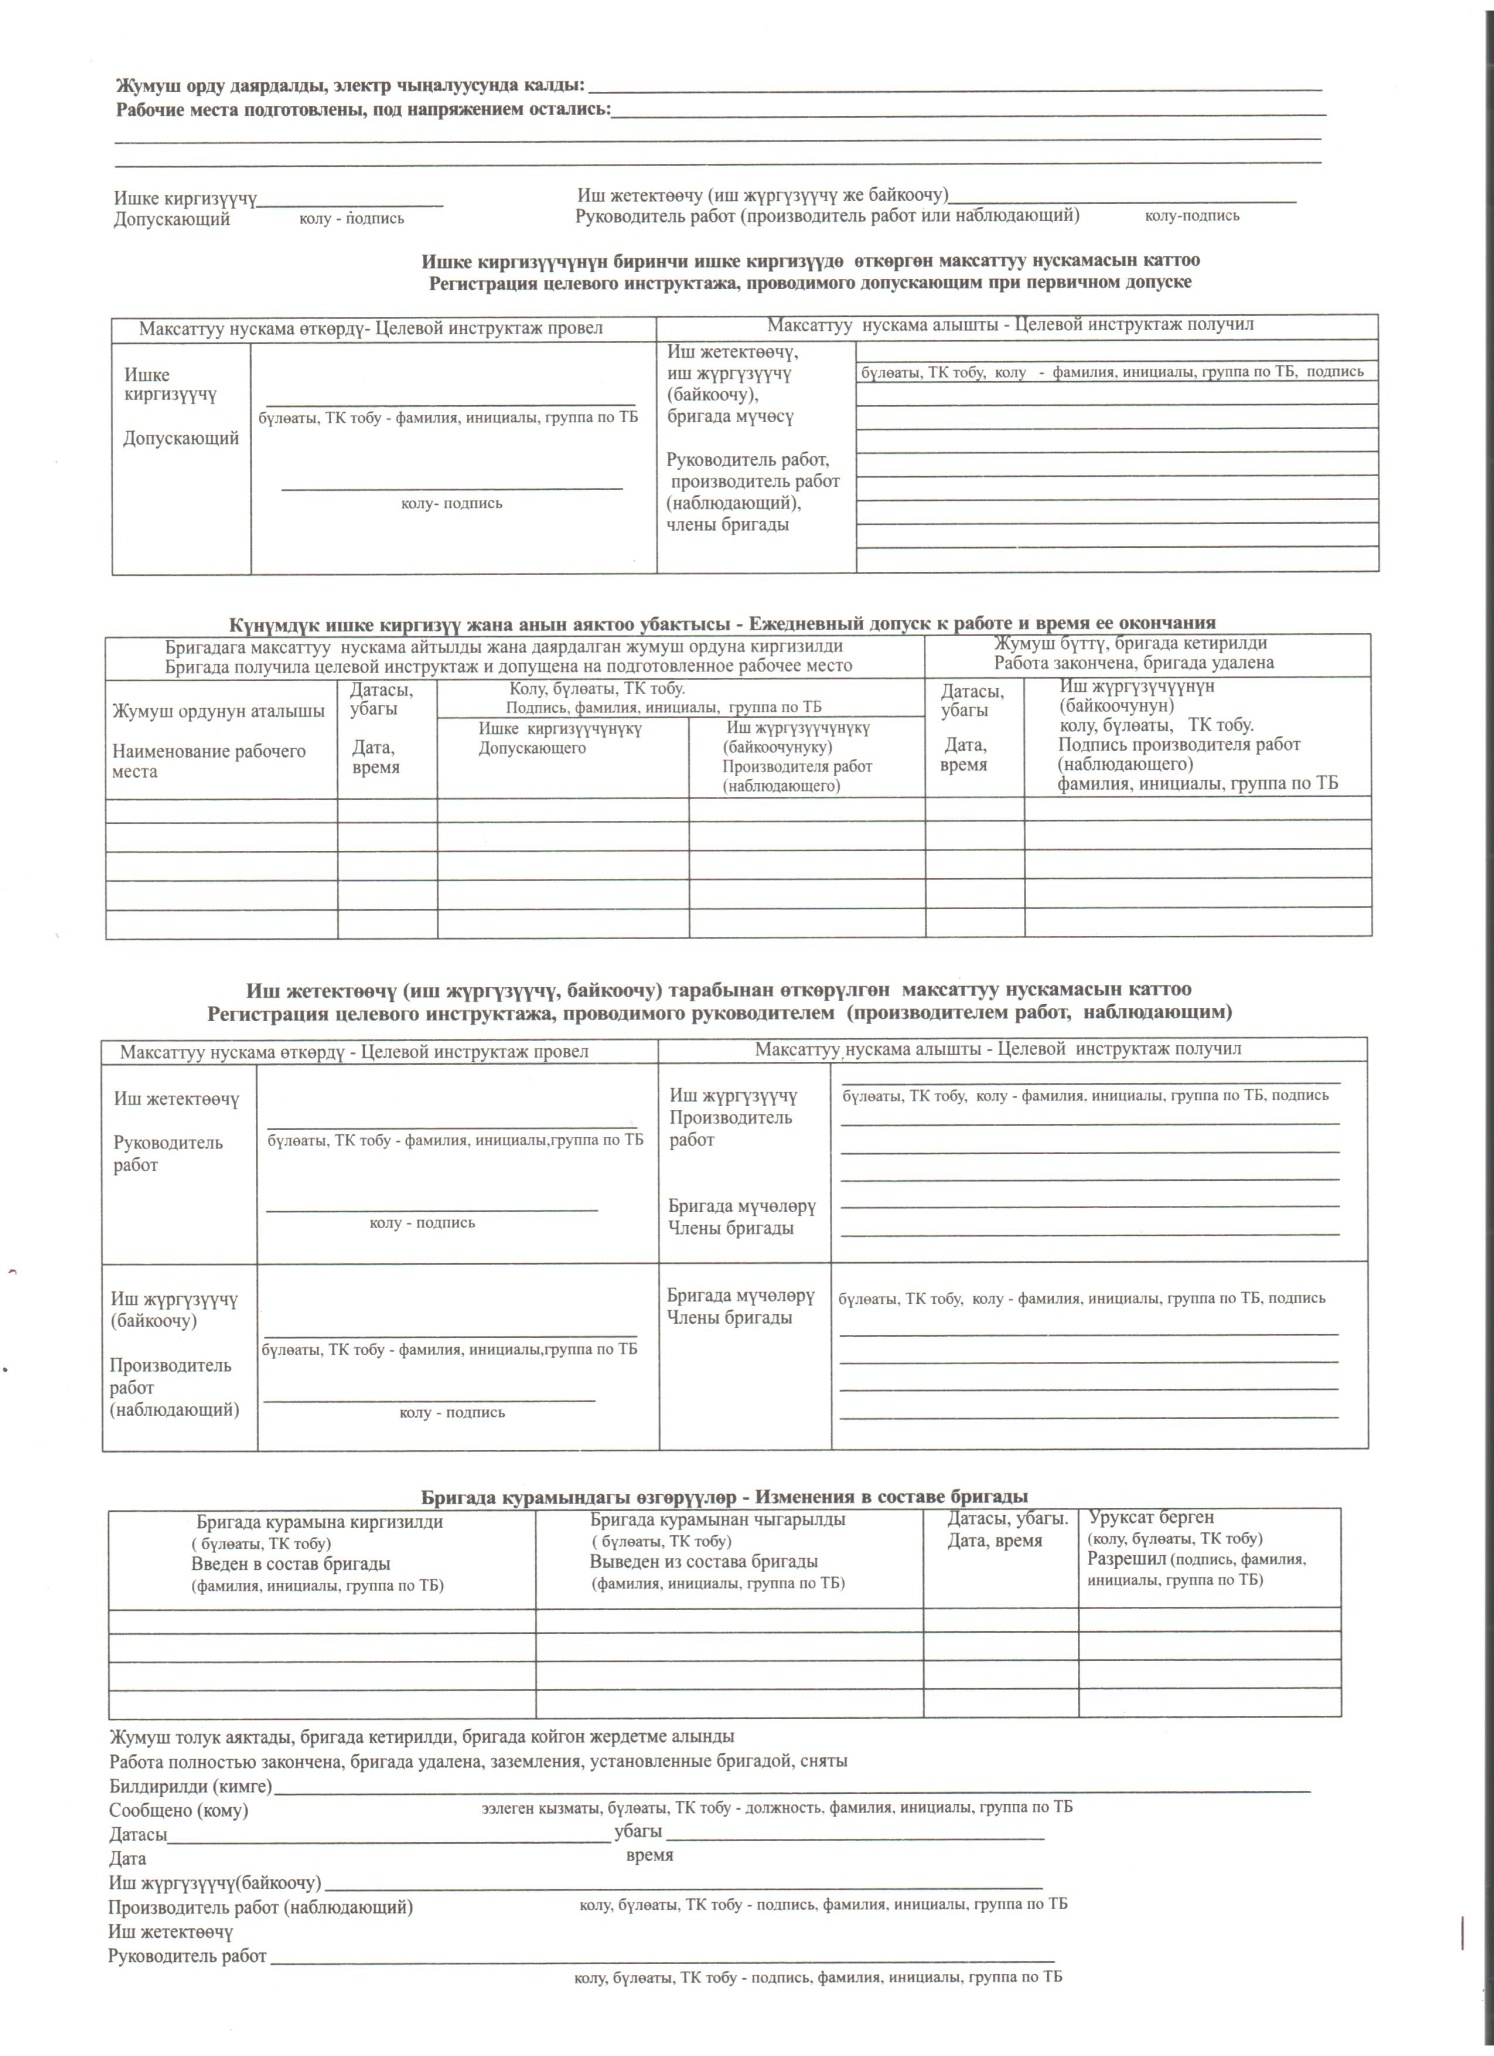 Жумуш орду даярдалды, электр чыңалуусунда калды:
Рабочие места подготовлены, под напряжением остались:
Ишке киргизүүчү Иш жетектөөчү (иш жүргүзүүчү же байкоочу)
Допускающий колу - подпись Руководитель работ (производитель работ или наблюдающий) колу-подпись
Ишке киргизүүчүнүн биринчи ишке киргизүүдө өткөргөн максаттуу нускамасын каттоо
Регистрация целевого инструктажа, проводимого допускающим при первичном допуске
Максаттуу нускама өткөрдү- Целевой инструктаж провел
Максаттуу нускама алышты - Целевой инструктаж получил
Ишке
киргизүүчү
Допускающий
бүлөаты, ТК тобу - фамилия, инициалы, группа по ТБ
колу- подпись
Иш жетектөөчү,
иш жүргүзүүчү
(байкоочу),
бригада мүчөсү
Руководитель работ,
производитель работ
(наблюдающий),
члены бригады
бүлөаты, ТК тобу, колу - фамилия, инициалы, группа по ТБ, подпись
Күнүмдүк ишке киргизүү жана анын аяктоо убактысы - Ежедневный допуск к работе и время ее окончания
Бригадага максаттуу нускама айтылды жана даярдалган жумуш ордуна киргизилди
Бригада получила целевой инструктаж и допущена на подготовленное рабочее место
Жумуш бүттү, бригада кетирилди
Работа закончена, бригада удалена
Жумуш ордунун аталышы
Наименование рабочего
места
Датасы,
убагы
Дата,
время
Колу, бүлөаты, ТК тобу.
Подпись, фамилия, инициалы, группа по ТБ
Ишке киргизүүчүнүкү
Допускающего
Иш жүргүзүүчүнүкү
(байкоочунуку)
Производителя работ
(наблюдающего)
Датасы,
убагы
Дата,
время
Иш жүргүзүчүүнүн
(байкоочунун)
колу, бүлөаты, ТК тобу.
Подпись производителя работ
(наблюдающего)
фамилия, инициалы, группа по ТБ
Иш жетектөөчү (иш жүргүзүүчү, байкоочу) тарабынан өткөрүлгөн максаттуу нускамасын каттоо
Регистрация целевого инструктажа, проводимого руководителем (производителем работ, наблюдающим)
Максаттуу нускама өткөрдү - Целевой инструктаж провел
Максаттуу нускама алышты - Целевой инструктаж получил
Иш жетектөөчү
Руководитель
работ
бүлөаты, ТК тобу - фамилия, инициалы,группа по ТБ
колу - подпись
Иш жүргүзүүчү
Производитель
работ
Бригада мүчөлөрү
Члены бригады
бүлөаты, ТК тобу, колу - фамилия, инициалы, группа по ТБ, подпись
Иш жүргүзүүчү
(байкоочу)
Производитель
работ
(наблюдающий)
бүлөаты, ТК тобу - фамилия, инициалы,группа по ТБ
колу - подпись
Бригада мүчөлөрү
Члены бригады
бүлөаты, ТК тобу, колу - фамилия, инициалы, группа по ТБ, подпись
Бригада курамындагы өзгөрүүлөр - Изменения в составе бригады
Бригада курамына киргизилди
( бүлөаты, ТК тобу)
Введен в состав бригады
(фамилия, инициалы, группа по ТБ)
Бригада курамынан чыгарылды
( бүлөаты, ТК тобу)
Выведен из состава бригады
(фамилия, инициалы, группа по ТБ)
Датасы, убагы.
Дата, время
Уруксат берген
(колу, бүлөаты, ТК тобу)
Разрешил (подпись, фамилия,
инициалы, группа по ТБ)
Жумуш толук аяктады, бригада кетирилди, бригада койгон жердетме алынды
Работа полностью закончена, бригада удалена, заземления, установленные бригадой, сняты
Билдирилди (кимге)
Сообщено (кому) ээлеген кызматы, бүлөаты, ТК тобу - должность, фамилия, инициалы, группа по ТБ
Датасы убагы
Дата время
Иш жүргүзүүчү(байкоочу)
Производитель работ (наблюдающий) колу, бүлөаты, ТК тобу - подпись, фамилия, инициалы, группа по ТБ
Иш жетектөөчү
Руководитель работ
колу, бүлөаты, ТК тобу - подпись, фамилия, инициалы, группа по ТБ